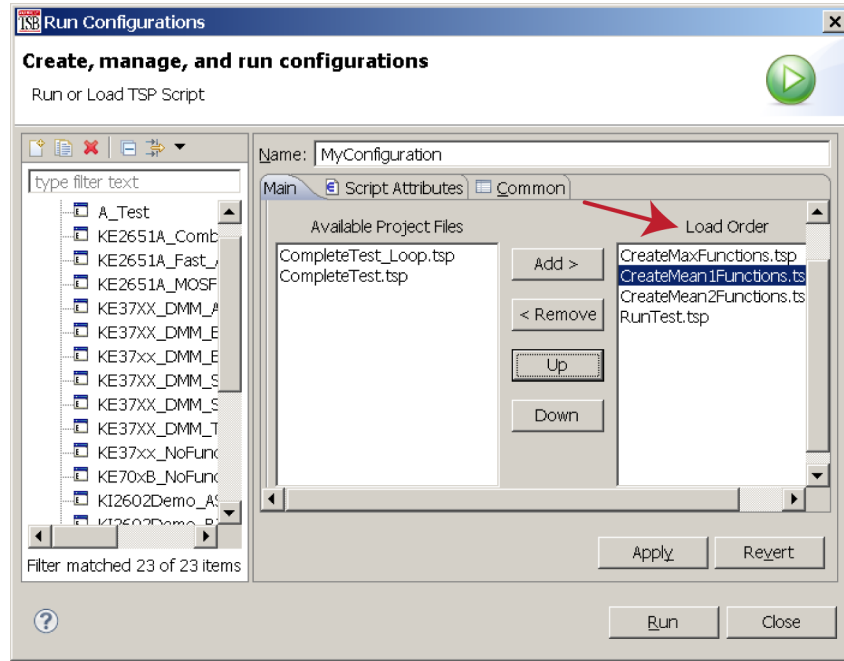 TSB Run Configurations
Create, manage, and run configurations
Run or Load TSP Script
type filter text
A_Test
KE2651A_Comb
KE2651A_Fast_
KE2651A_MOSF
KE37XX_DMM_A
KE37XX_DMM_E
KE37xx_DMM_E
KE37XX_DMM_S
KE37XX_DMM_S
KE37XX_DMM_T
KE37xx_NoFunc
KE70xB_NoFunc
KI2602Demo_AS
Filter matched 23 of 23 items
Name: MyConfiguration
Main Script Attributes Common
Available Project Files
CompleteTest_Loop.tsp
CompleteTest.tsp
Add >
< Remove
Up
Down
Load Order
CreateMaxFunctions.tsp
CreateMean1Functions.ts
CreateMean2Functions.ts
RunTest.tsp
Apply Revert
Run Close